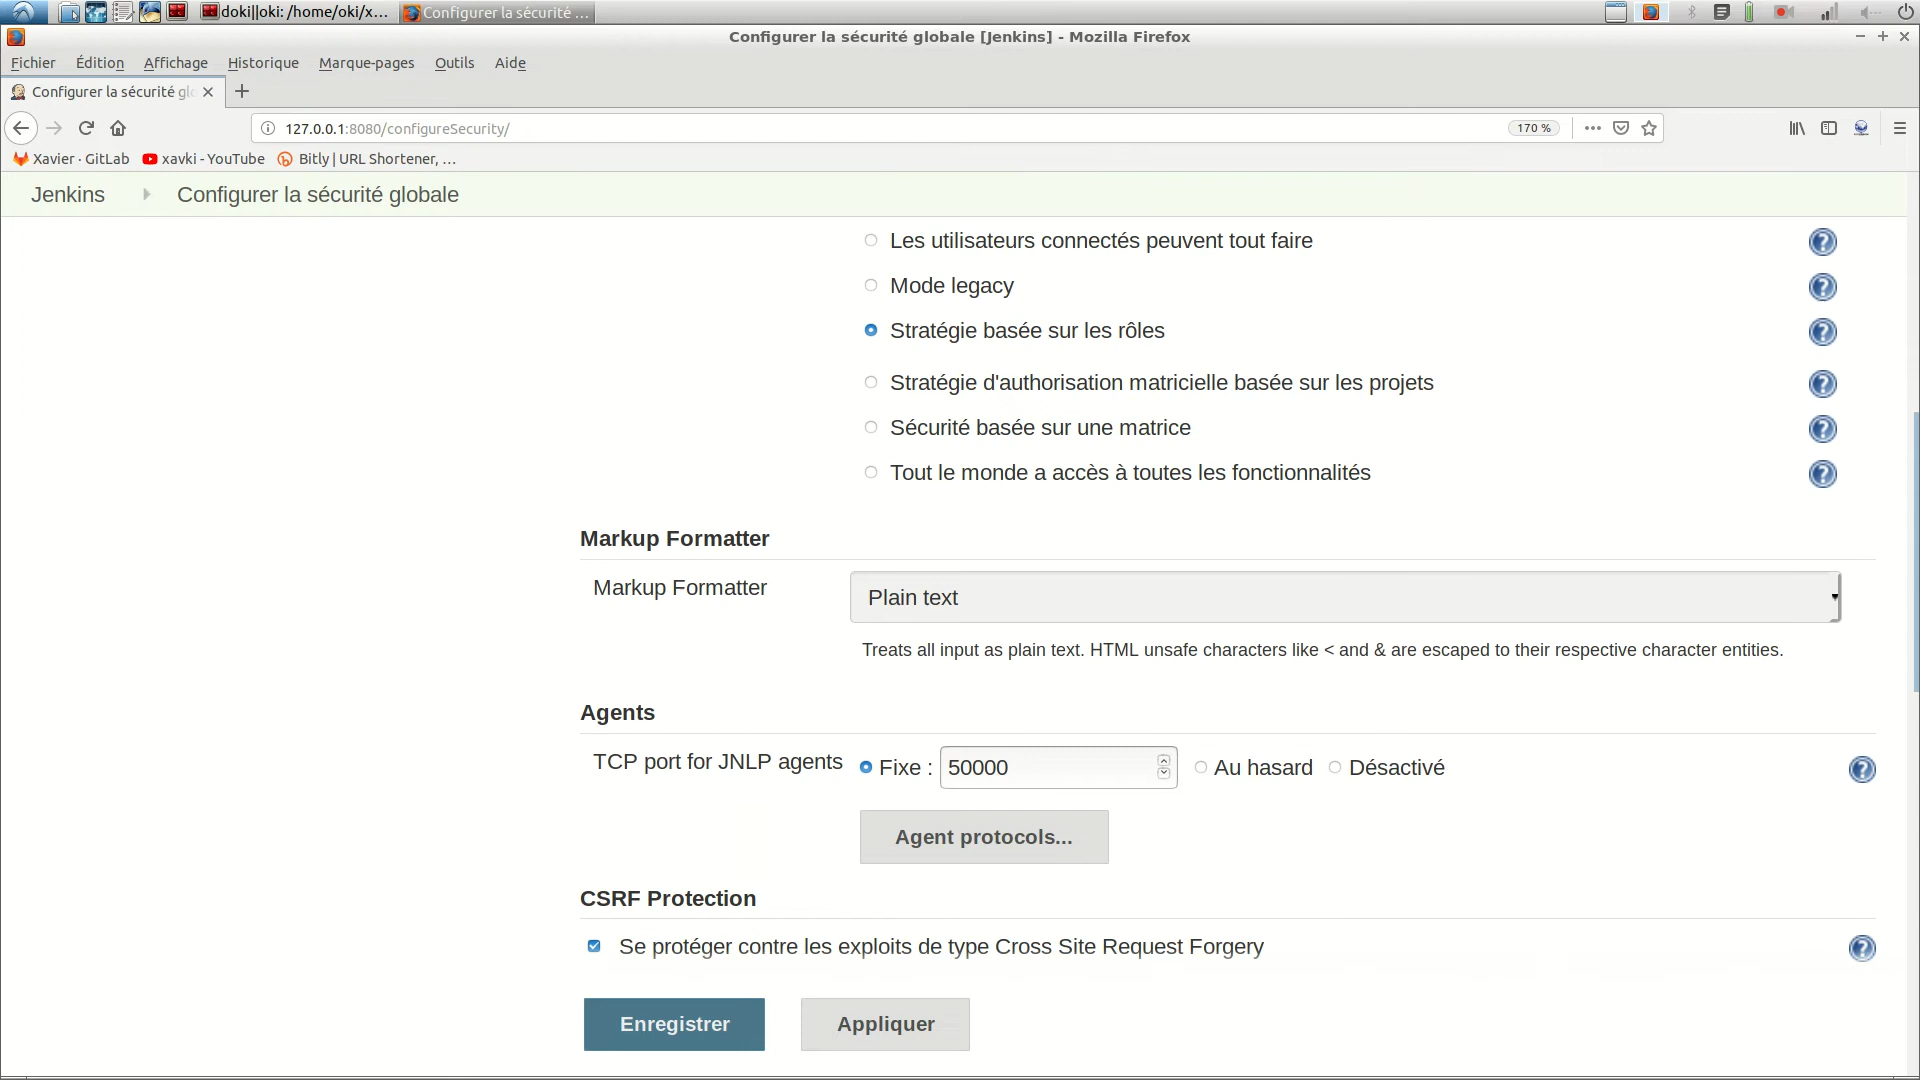 doki||oki: /home/oki/x...
Configurer la sécurité ...
Configurer la sécurité globale [Jenkins] - Mozilla Firefox
Fichier Édition Affichage Historique Marque-pages Outils Aide
Configurer la sécurité glo
127.0.0.1:8080/configureSecurity/
170 %
Xavier · GitLab
xavki - YouTube
Bitly | URL Shortener, ...
Jenkins
Configurer la sécurité globale
Les utilisateurs connectés peuvent tout faire
Mode legacy
Stratégie basée sur les rôles
Stratégie d'authorisation matricielle basée sur les projets
Sécurité basée sur une matrice
Tout le monde a accès à toutes les fonctionnalités
Markup Formatter
Markup Formatter
Plain text
Treats all input as plain text. HTML unsafe characters like < and & are escaped to their respective character entities.
Agents
TCP port for JNLP agents
Fixe : 50000 Au hasard Désactivé
Agent protocols...
CSRF Protection
Se protéger contre les exploits de type Cross Site Request Forgery
Enregistrer
Appliquer